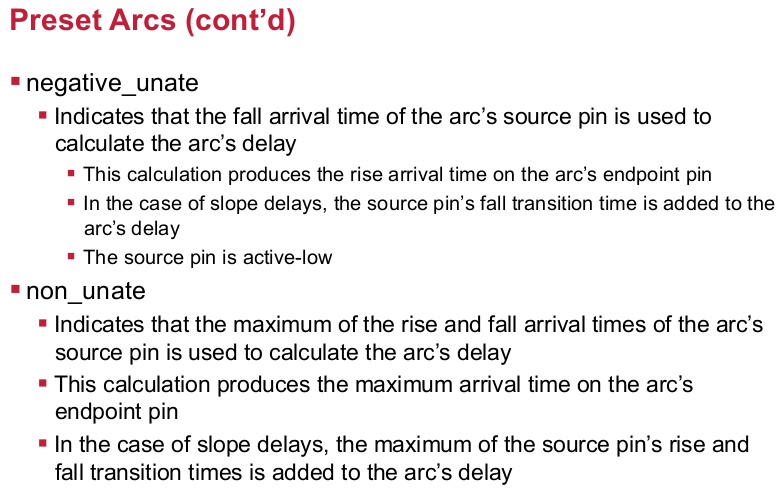 Preset Arcs (cont’d)
negative_unate
Indicates that the fall arrival time of the arc’s source pin is used to
calculate the arc’s delay
This calculation produces the rise arrival time on the arc’s endpoint pin
In the case of slope delays, the source pin’s fall transition time is added to the
arc’s delay
The source pin is active-low
non_unate
Indicates that the maximum of the rise and fall arrival times of the arc’s
source pin is used to calculate the arc’s delay
This calculation produces the maximum arrival time on the arc’s
endpoint pin
In the case of slope delays, the maximum of the source pin’s rise and
fall transition times is added to the arc’s delay